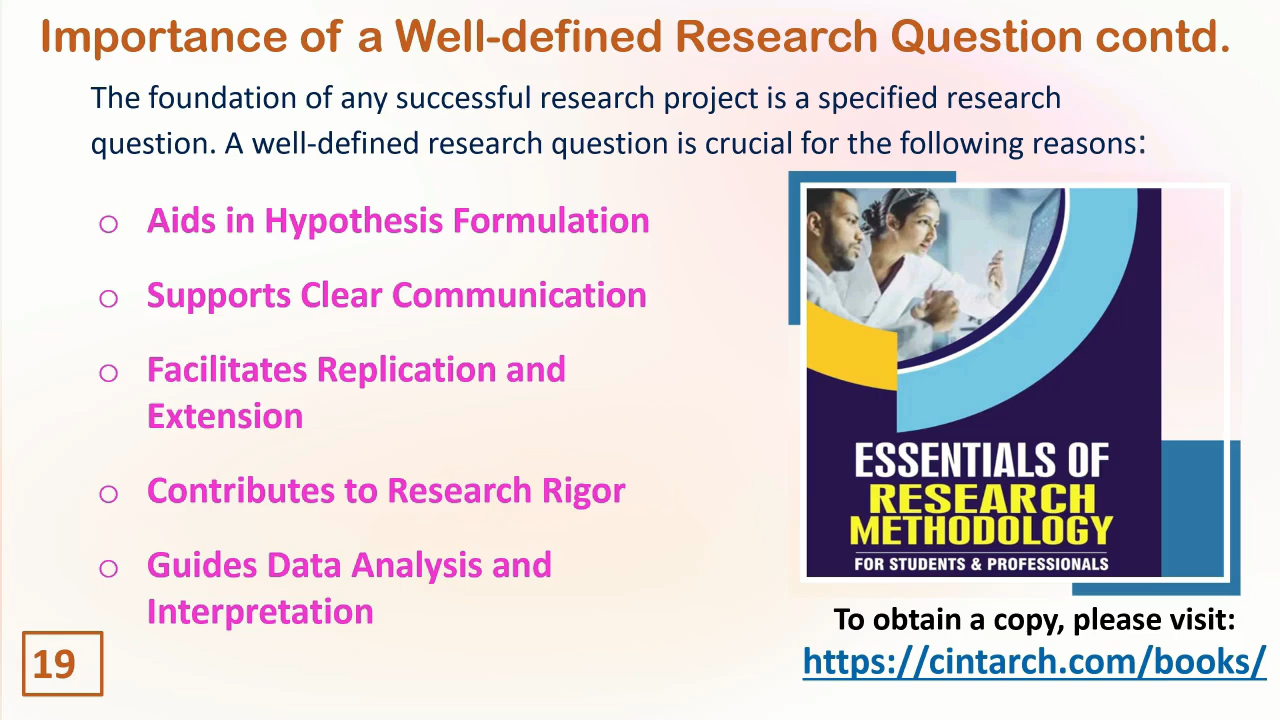 Importance of a Well-defined Research Question contd.
The foundation of any successful research project is a specified research
question. A well-defined research question is crucial for the following reasons:
o Aids in Hypothesis Formulation
o Supports Clear Communication
o Facilitates Replication and
Extension
o Contributes to Research Rigor
o Guides Data Analysis and
Interpretation
19
ESSENTIALS OF
RESEARCH
METHODOLOGY
FOR STUDENTS & PROFESSIONALS
To obtain a copy, please visit:
https://cintarch.com/books/